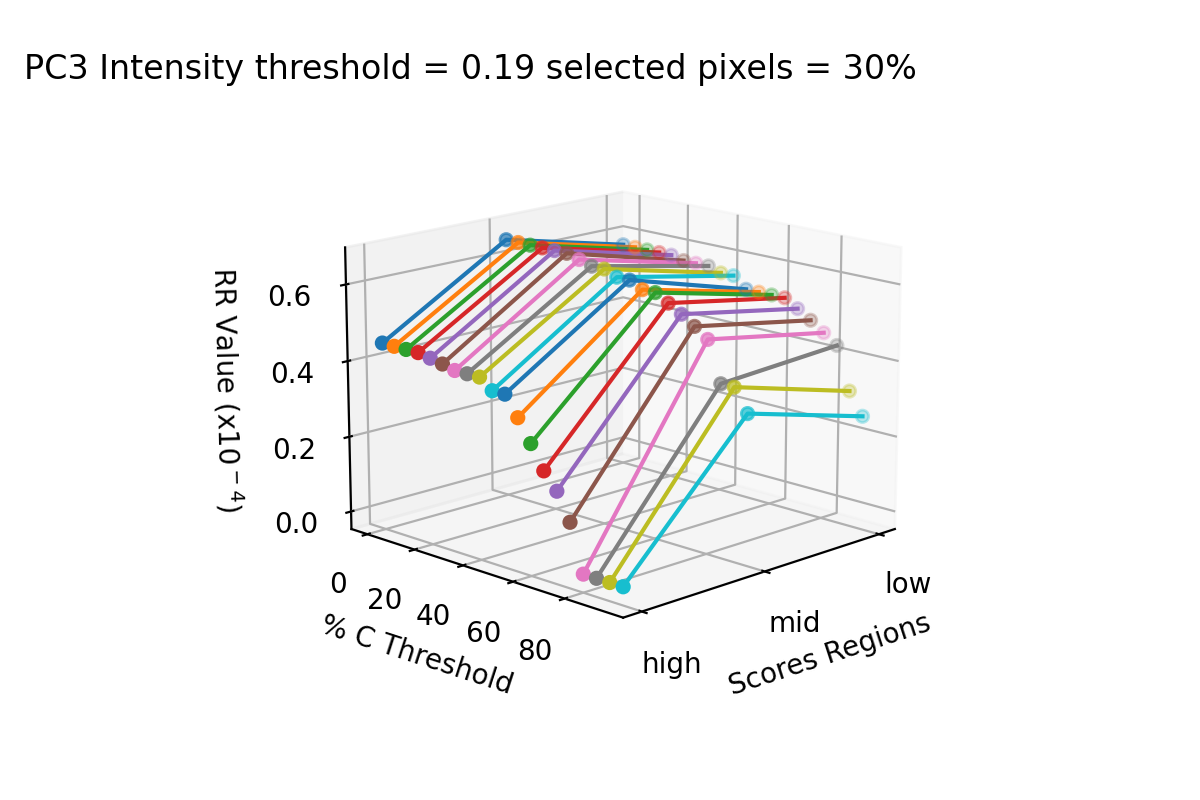 PC3 Intensity threshold = 0.19 selected pixels = 30%
RR Value (x10⁻⁴)
0.6
0.4
0.2
0.0
0
20
40
60
80
% C Threshold
high
mid
low
Scores Regions